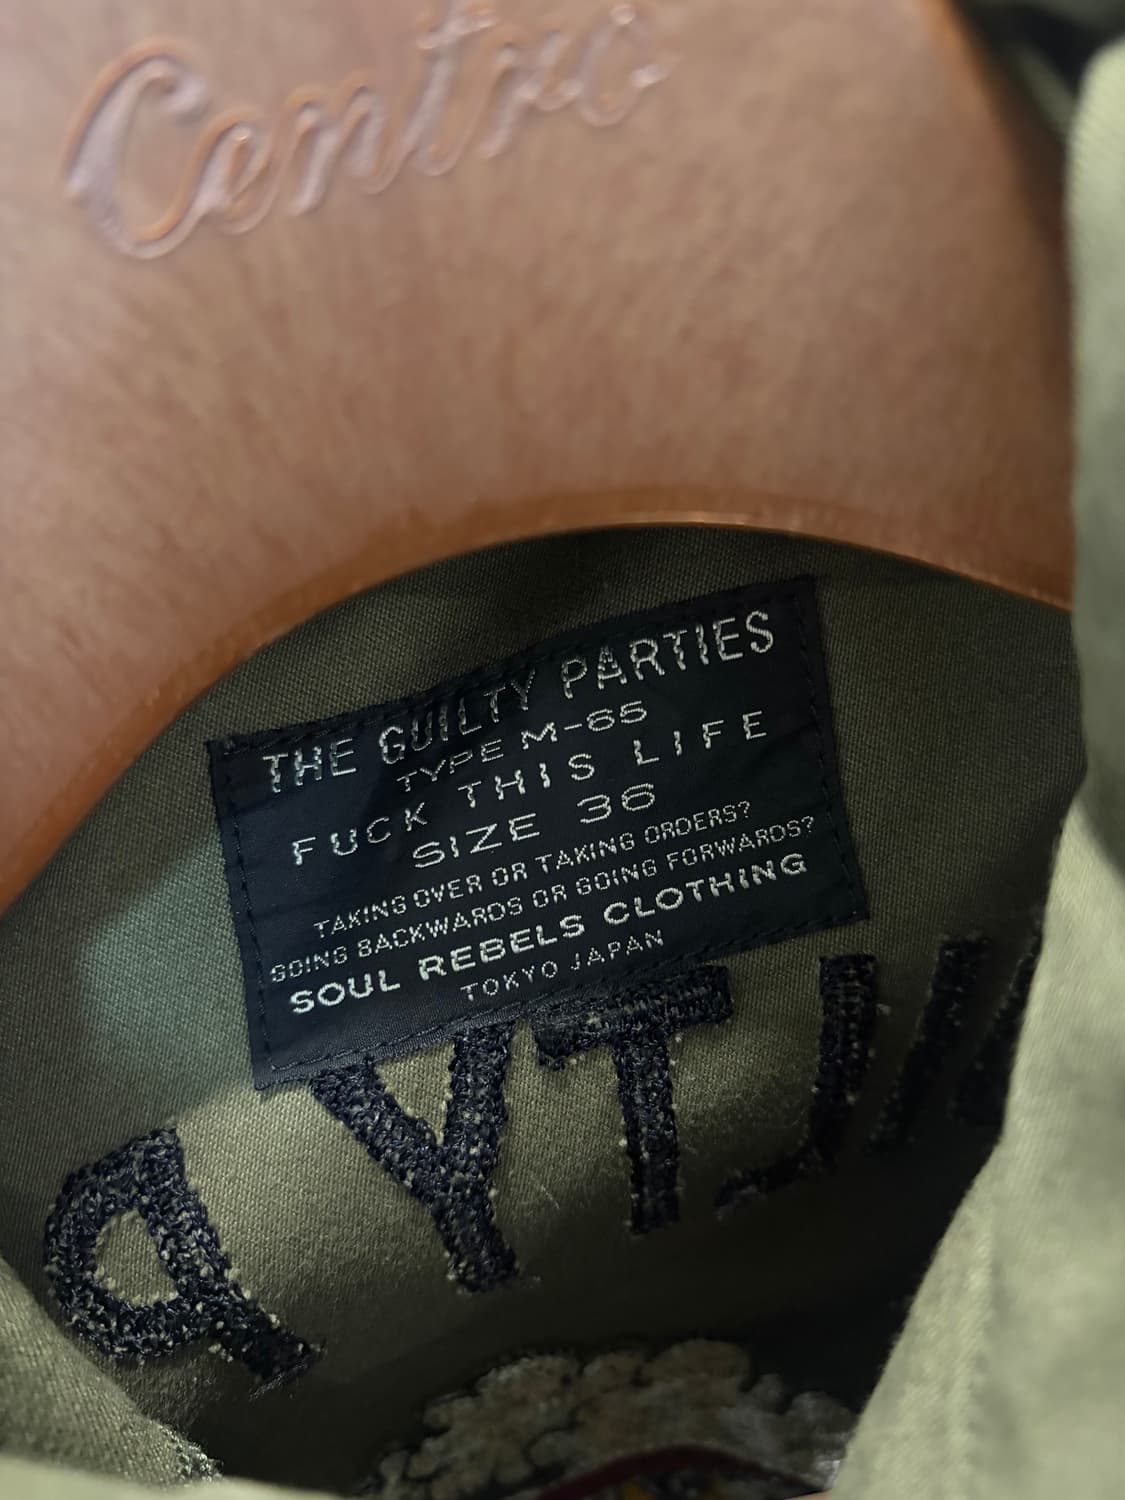 Centro
THE GUILTY PARTIES
TYPE M-65
FUCK THIS LIFE
SIZE 36
TAKING OVER OR TAKING ORDERS?
GOING BACKWARDS OR GOING FORWARDS?
SOUL REBELS CLOTHING
TOKYO JAPAN